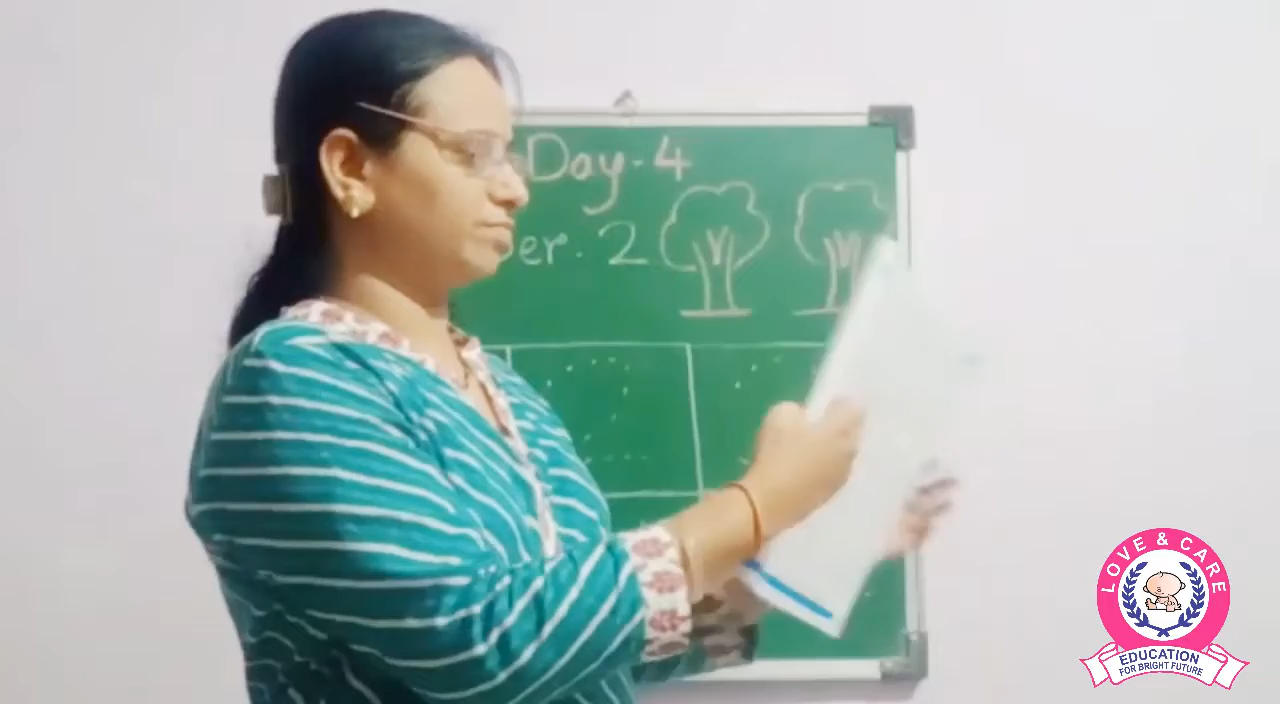 Day-4
er. 2
LOVE & CARE
EDUCATION
FOR BRIGHT FUTURE